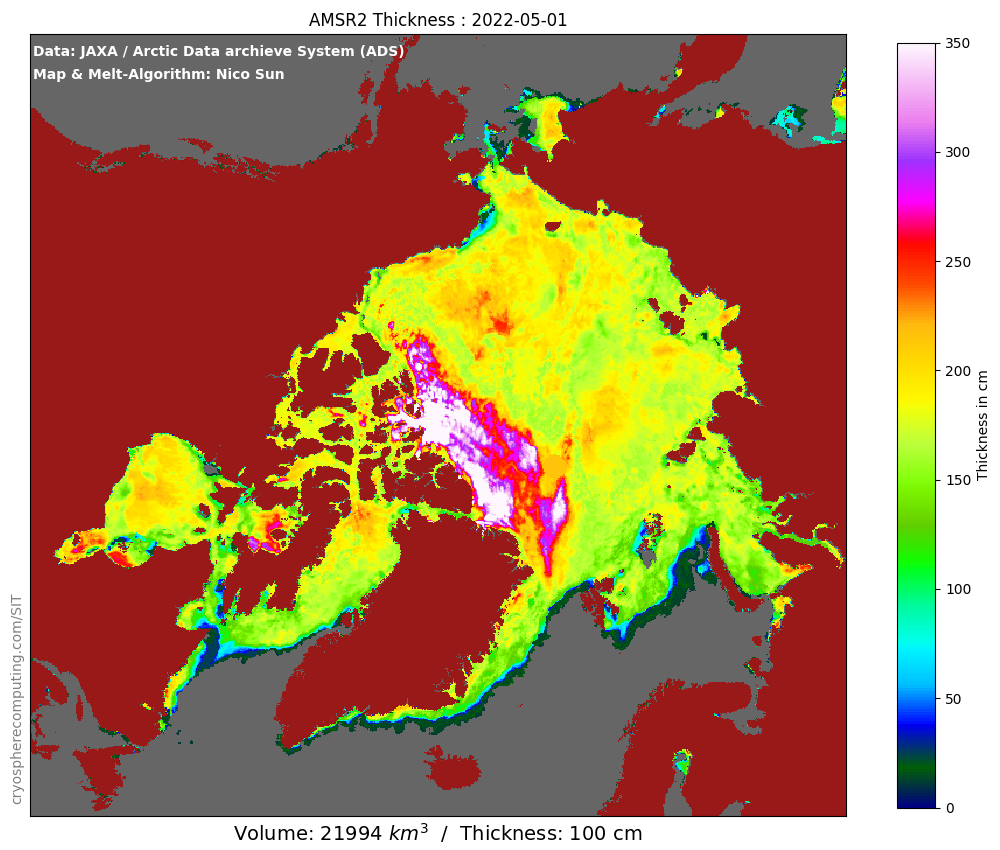 AMSR2 Thickness : 2022-05-01
Data: JAXA / Arctic Data archieve System (ADS)
Map & Melt-Algorithm: Nico Sun
350
300
250
200
150
100
50
0
Thickness in cm
cryospherecomputing.com/SIT
Volume: 21994 km³ / Thickness: 100 cm